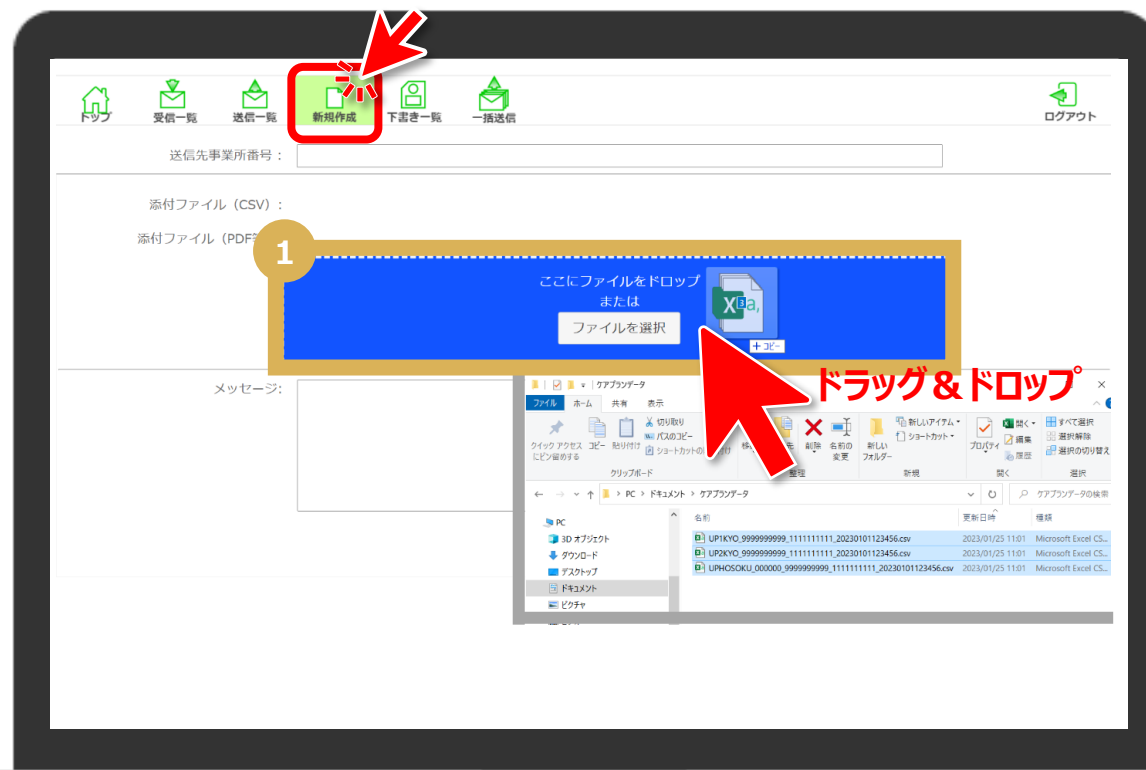 トップ
受信一覧
送信一覧
新規作成
下書き一覧
一括送信
ログアウト
送信先事業所番号：
添付ファイル（CSV）:
添付ファイル（PDF
1
ここにファイルをドロップ
または
ファイルを選択
X 3 a,
+ コピー
ドラッグ＆ドロップ
メッセージ:
ケアプランデータ
ファイル ホーム 共有 表示
クイック アクセス
にピン留めする
コピー
貼り付け
切り取り
パスのコピー
ショートカットの
付け
クリップボード
先
削除
名前の
変更
整理
新しい
フォルダー
新しいアイテム
ショートカット
新規
プロパティ
開く
編集
履歴
開く
すべて選択
選択解除
選択の切り替え
選択
PC > ドキュメント > ケアプランデータ
ケアプランデータの検索
PC
3D オブジェクト
ダウンロード
デスクトップ
ドキュメント
ピクチャ
名前 更新日時 種類
UP1KYO_9999999999_1111111111_20230101123456.csv 2023/01/25 11:01 Microsoft Excel CS...
UP2KYO_9999999999_1111111111_20230101123456.csv 2023/01/25 11:01 Microsoft Excel CS...
UPHOSOKU_000000_9999999999_1111111111_20230101123456.csv 2023/01/25 11:01 Microsoft Excel CS...